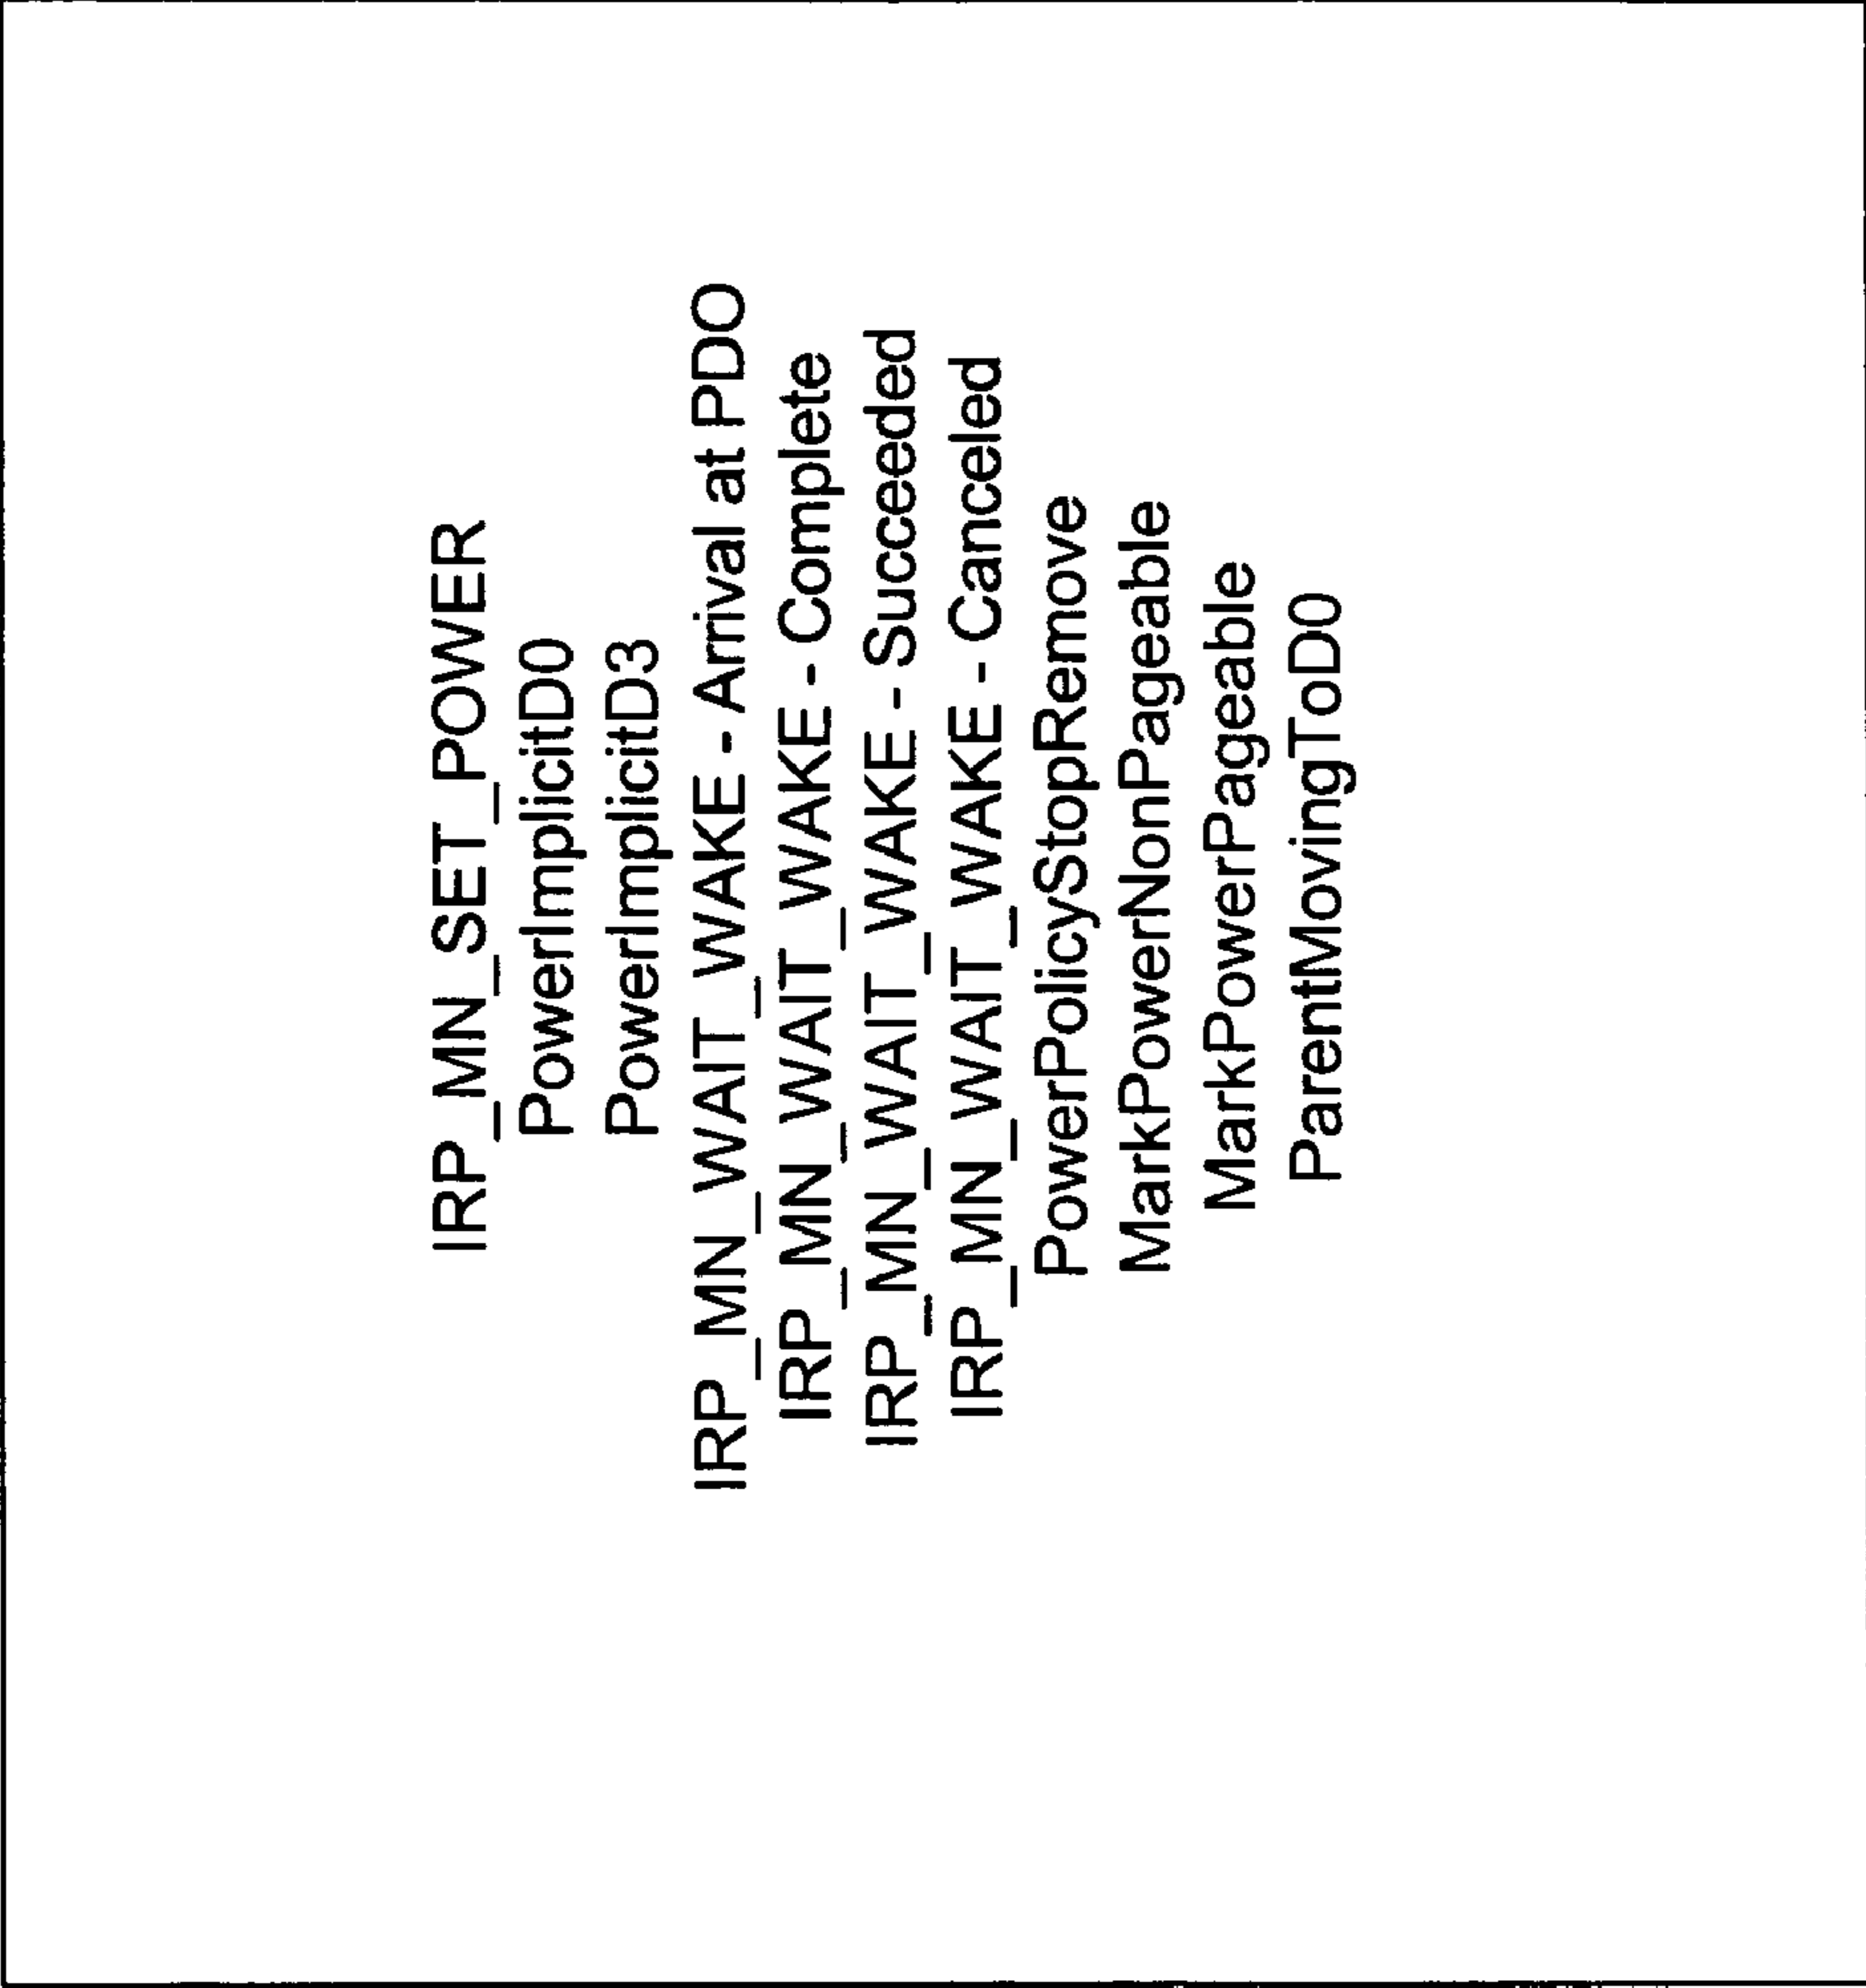 IRP_MN_SET_POWER
PowerImplicitD0
PowerImplicitD3
IRP_MN_WAIT_WAKE - Arrival at PDO
IRP_MN_WAIT_WAKE - Complete
IRP_MN_WAIT_WAKE - Succeeded
IRP_MN_WAIT_WAKE - Canceled
PowerPolicyStopRemove
MarkPowerNonPageable
MarkPowerPageable
ParentMovingToD0